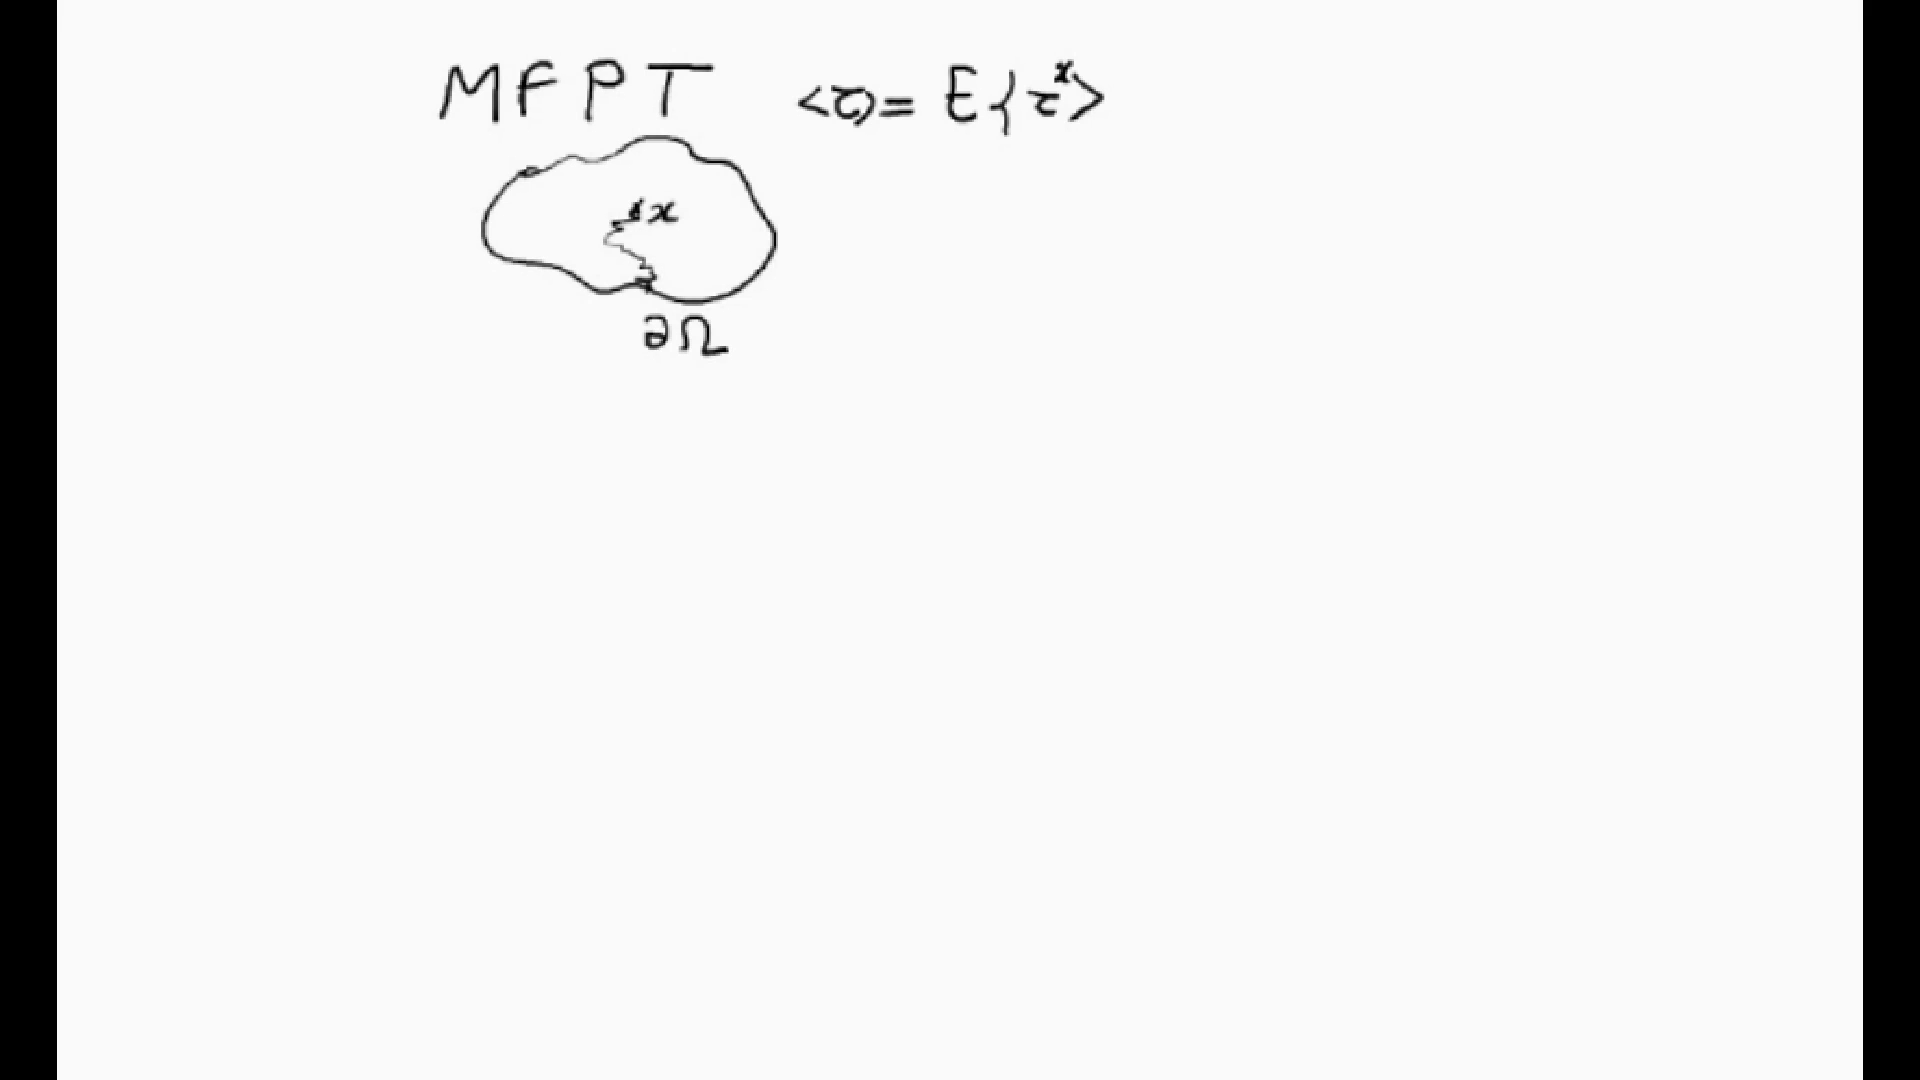 MFPT <τ> = E{τ^x>
x
∂Ω